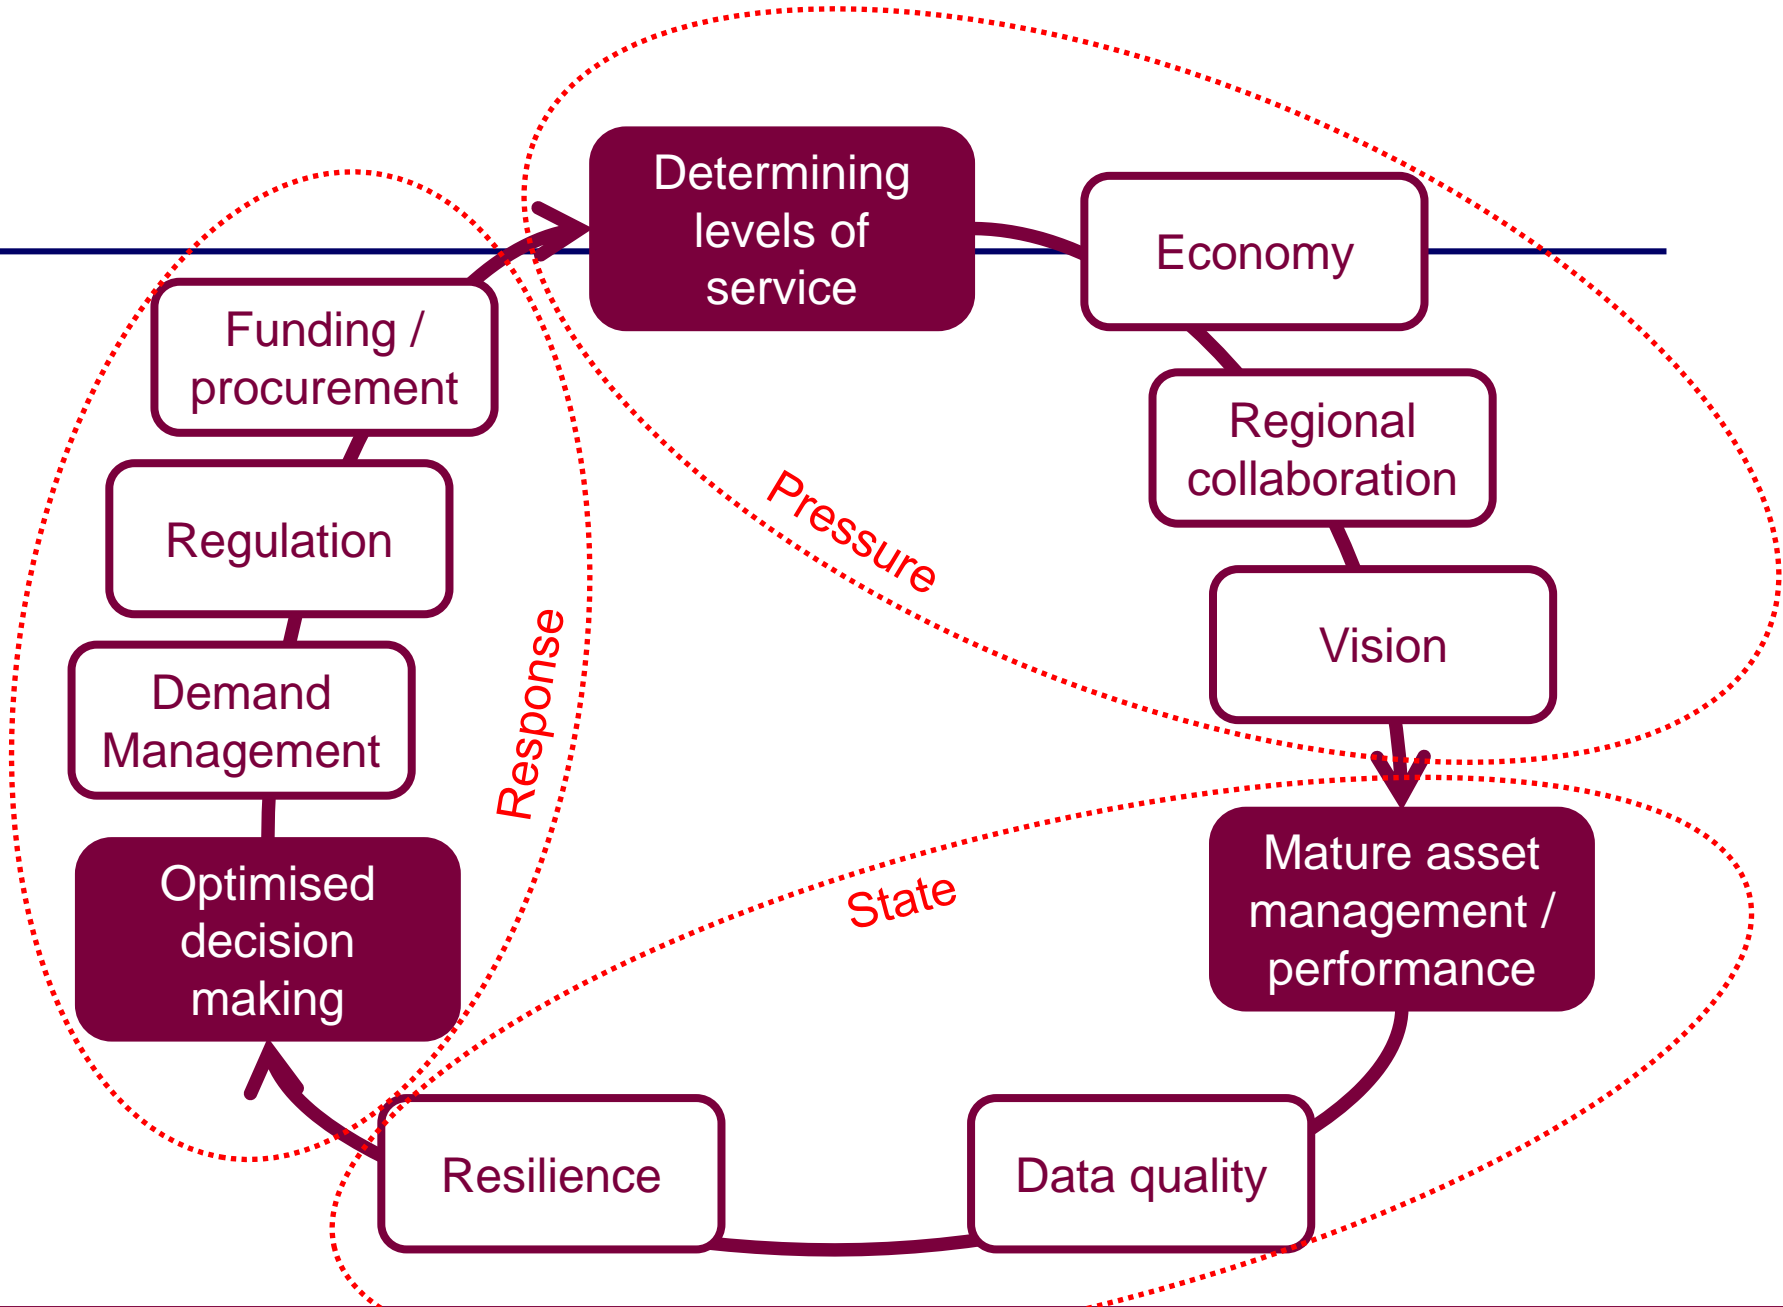 Determining
levels of
service
Economy
Regional
collaboration
Vision
Pressure
Mature asset
management /
performance
State
Data quality
Resilience
Optimised
decision
making
Demand
Management
Regulation
Funding /
procurement
Response